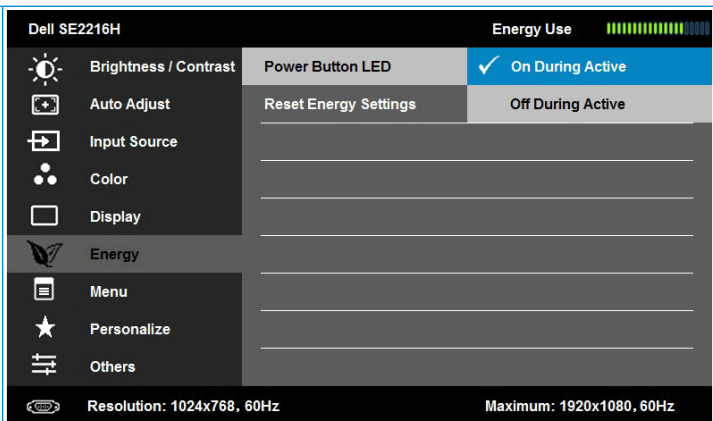 Dell SE2216H Energy Use
Brightness / Contrast Power Button LED On During Active
Auto Adjust Reset Energy Settings Off During Active
Input Source
Color
Display
Energy
Menu
Personalize
Others
Resolution: 1024x768, 60Hz Maximum: 1920x1080, 60Hz